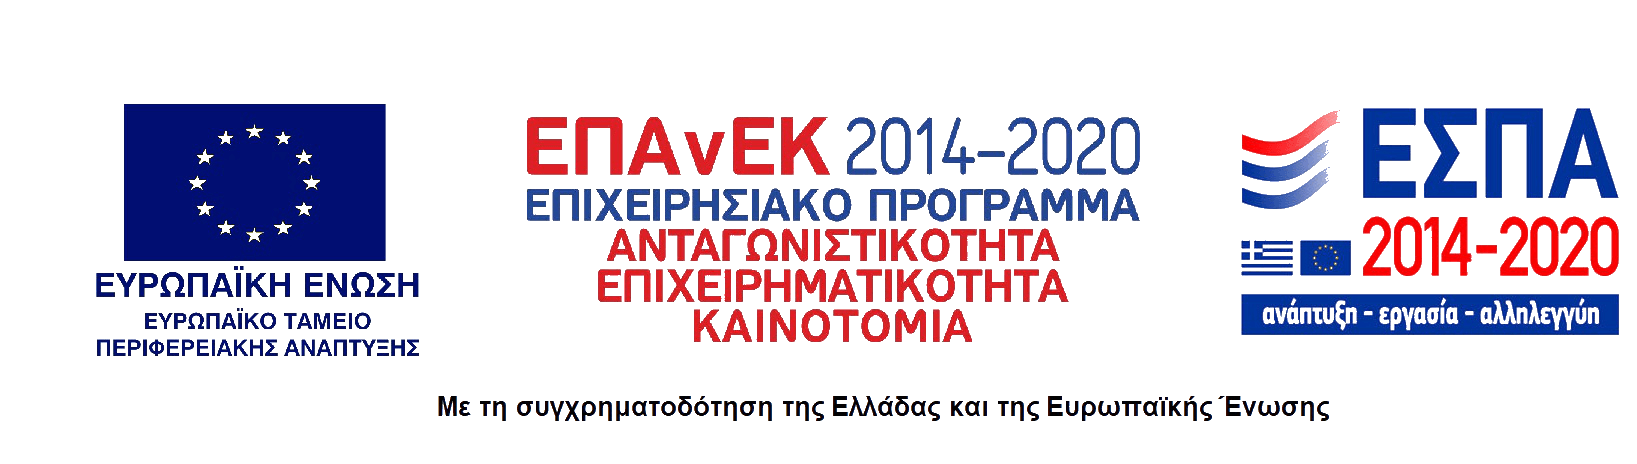 ΕΥΡΩΠΑΪΚΗ ΕΝΩΣΗ
ΕΥΡΩΠΑΪΚΟ ΤΑΜΕΙΟ
ΠΕΡΙΦΕΡΕΙΑΚΗΣ ΑΝΑΠΤΥΞΗΣ
ΕΠΑνΕΚ 2014–2020
ΕΠΙΧΕΙΡΗΣΙΑΚΟ ΠΡΟΓΡΑΜΜΑ
ΑΝΤΑΓΩΝΙΣΤΙΚΟΤΗΤΑ
ΕΠΙΧΕΙΡΗΜΑΤΙΚΟΤΗΤΑ
ΚΑΙΝΟΤΟΜΙΑ
ΕΣΠΑ
2014-2020
ανάπτυξη - εργασία - αλληλεγγύη
Με τη συγχρηματοδότηση της Ελλάδας και της Ευρωπαϊκής Ένωσης